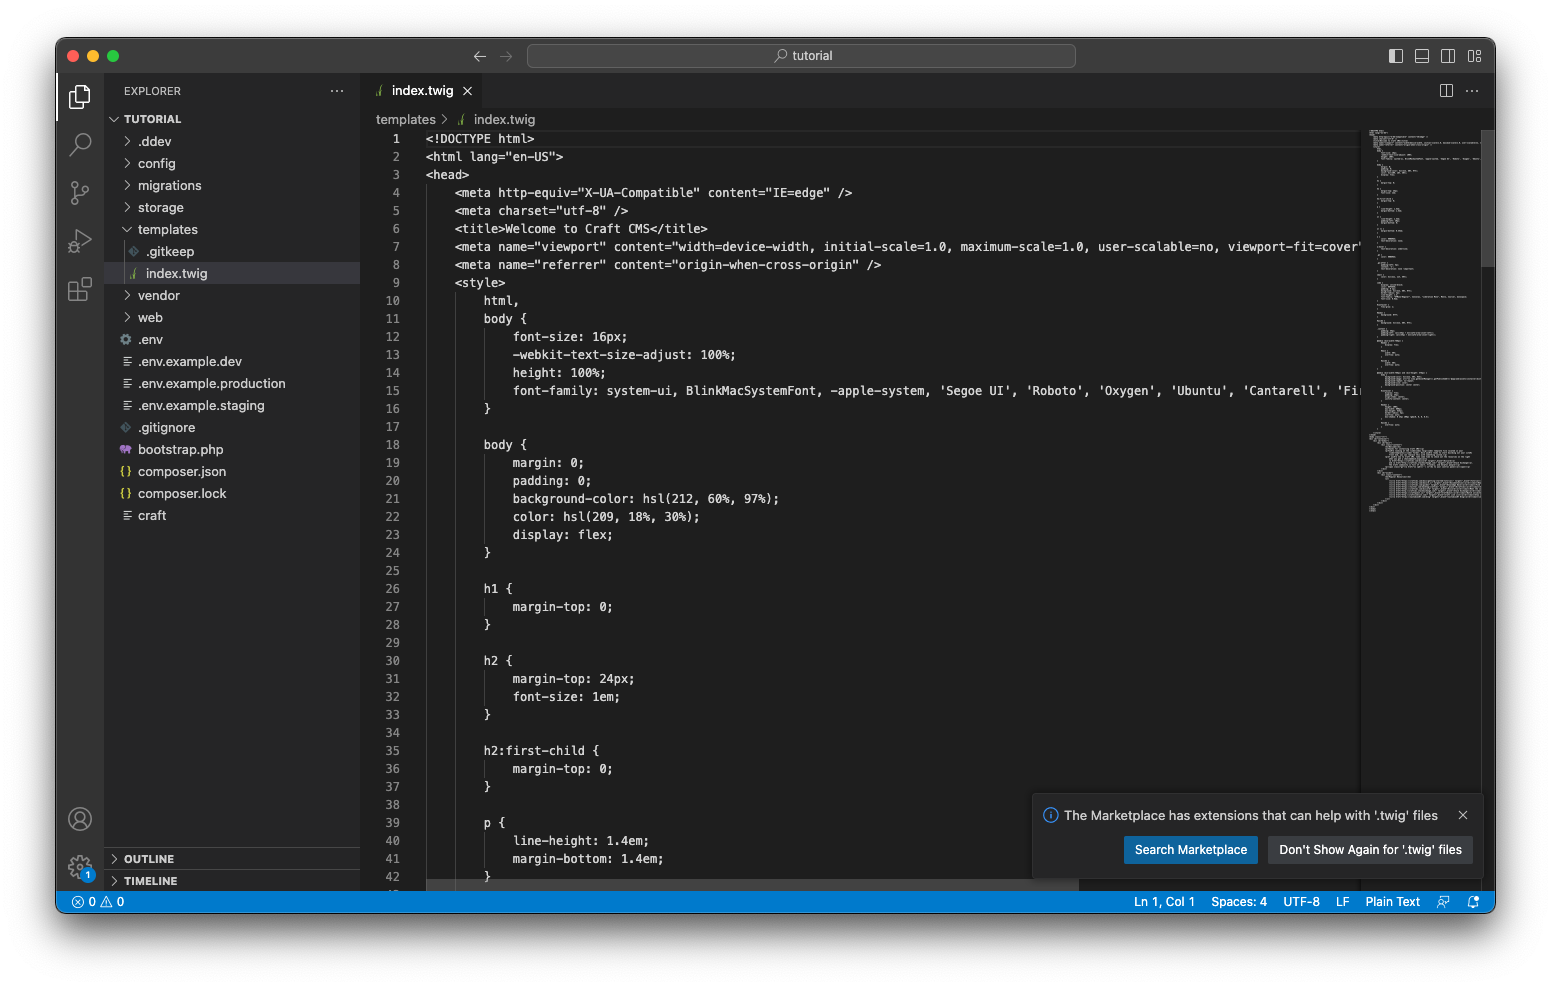 tutorial
EXPLORER
TUTORIAL
.ddev
config
migrations
storage
templates
.gitkeep
index.twig
vendor
web
.env
.env.example.dev
.env.example.production
.env.example.staging
.gitignore
bootstrap.php
composer.json
composer.lock
craft
OUTLINE
TIMELINE
index.twig
templates > index.twig
1 <!DOCTYPE html>
2 <html lang="en-US">
3 <head>
4 <meta http-equiv="X-UA-Compatible" content="IE=edge" />
5 <meta charset="utf-8" />
6 <title>Welcome to Craft CMS</title>
7 <meta name="viewport" content="width=device-width, initial-scale=1.0, maximum-scale=1.0, user-scalable=no, viewport-fit=cover"
8 <meta name="referrer" content="origin-when-cross-origin" />
9 <style>
10 html,
11 body {
12 font-size: 16px;
13 -webkit-text-size-adjust: 100%;
14 height: 100%;
15 font-family: system-ui, BlinkMacSystemFont, -apple-system, 'Segoe UI', 'Roboto', 'Oxygen', 'Ubuntu', 'Cantarell', 'Fi
16 }
17
18 body {
19 margin: 0;
20 padding: 0;
21 background-color: hsl(212, 60%, 97%);
22 color: hsl(209, 18%, 30%);
23 display: flex;
24 }
25
26 h1 {
27 margin-top: 0;
28 }
29
30 h2 {
31 margin-top: 24px;
32 font-size: 1em;
33 }
34
35 h2:first-child {
36 margin-top: 0;
37 }
38
39 p {
40 line-height: 1.4em;
41 margin-bottom: 1.4em;
42 }
The Marketplace has extensions that can help with '.twig' files
Search Marketplace
Don't Show Again for '.twig' files
1
0 0
Ln 1, Col 1 Spaces: 4 UTF-8 LF Plain Text